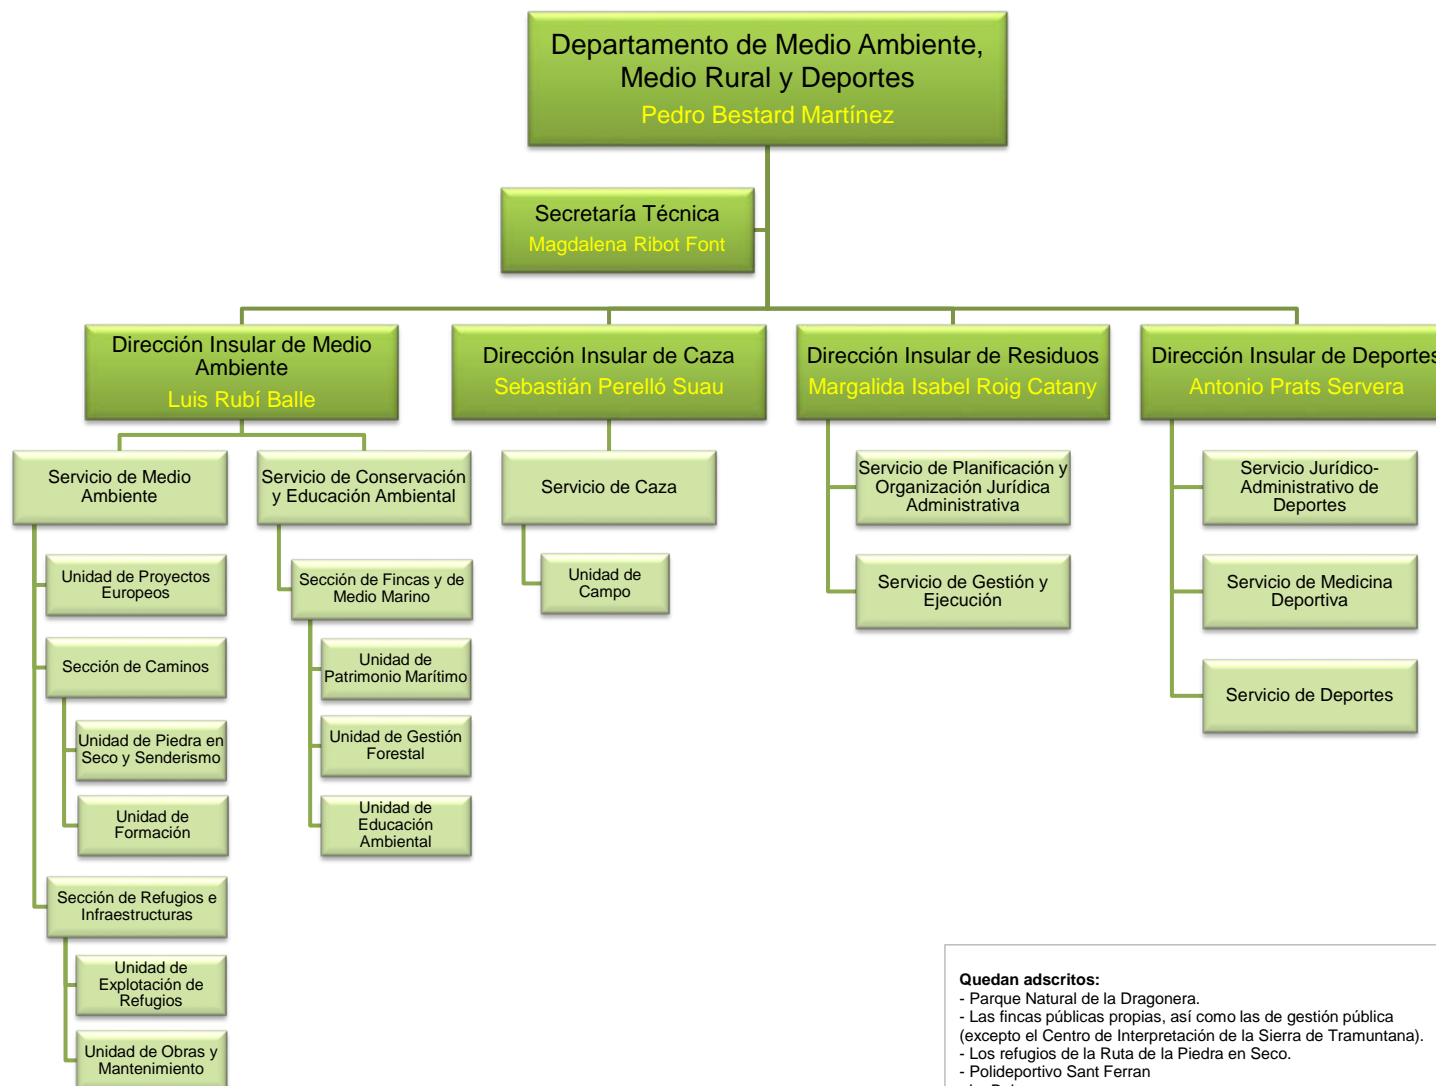 Departamento de Medio Ambiente,
Medio Rural y Deportes
Pedro Bestard Martínez
Secretaría Técnica
Magdalena Ribot Font
Dirección Insular de Medio
Ambiente
Luis Rubí Balle
Dirección Insular de Caza
Sebastián Perelló Suau
Dirección Insular de Residuos
Margalida Isabel Roig Catany
Dirección Insular de Deportes
Antonio Prats Servera
Servicio de Medio
Ambiente
Servicio de Conservación
y Educación Ambiental
Servicio de Caza
Servicio de Planificación y
Organización Jurídica
Administrativa
Servicio Jurídico-
Administrativo de
Deportes
Unidad de Proyectos
Europeos
Sección de Fincas y de
Medio Marino
Unidad de
Campo
Servicio de Gestión y
Ejecución
Servicio de Medicina
Deportiva
Sección de Caminos
Unidad de
Patrimonio Marítimo
Servicio de Deportes
Unidad de Piedra en
Seco y Senderismo
Unidad de Gestión
Forestal
Unidad de
Formación
Unidad de
Educación
Ambiental
Sección de Refugios e
Infraestructuras
Unidad de
Explotación de
Refugios
Unidad de Obras y
Mantenimiento
Quedan adscritos:
- Parque Natural de la Dragonera.
- Las fincas públicas propias, así como las de gestión pública
(excepto el Centro de Interpretación de la Sierra de Tramuntana).
- Los refugios de la Ruta de la Piedra en Seco.
- Polideportivo Sant Ferran